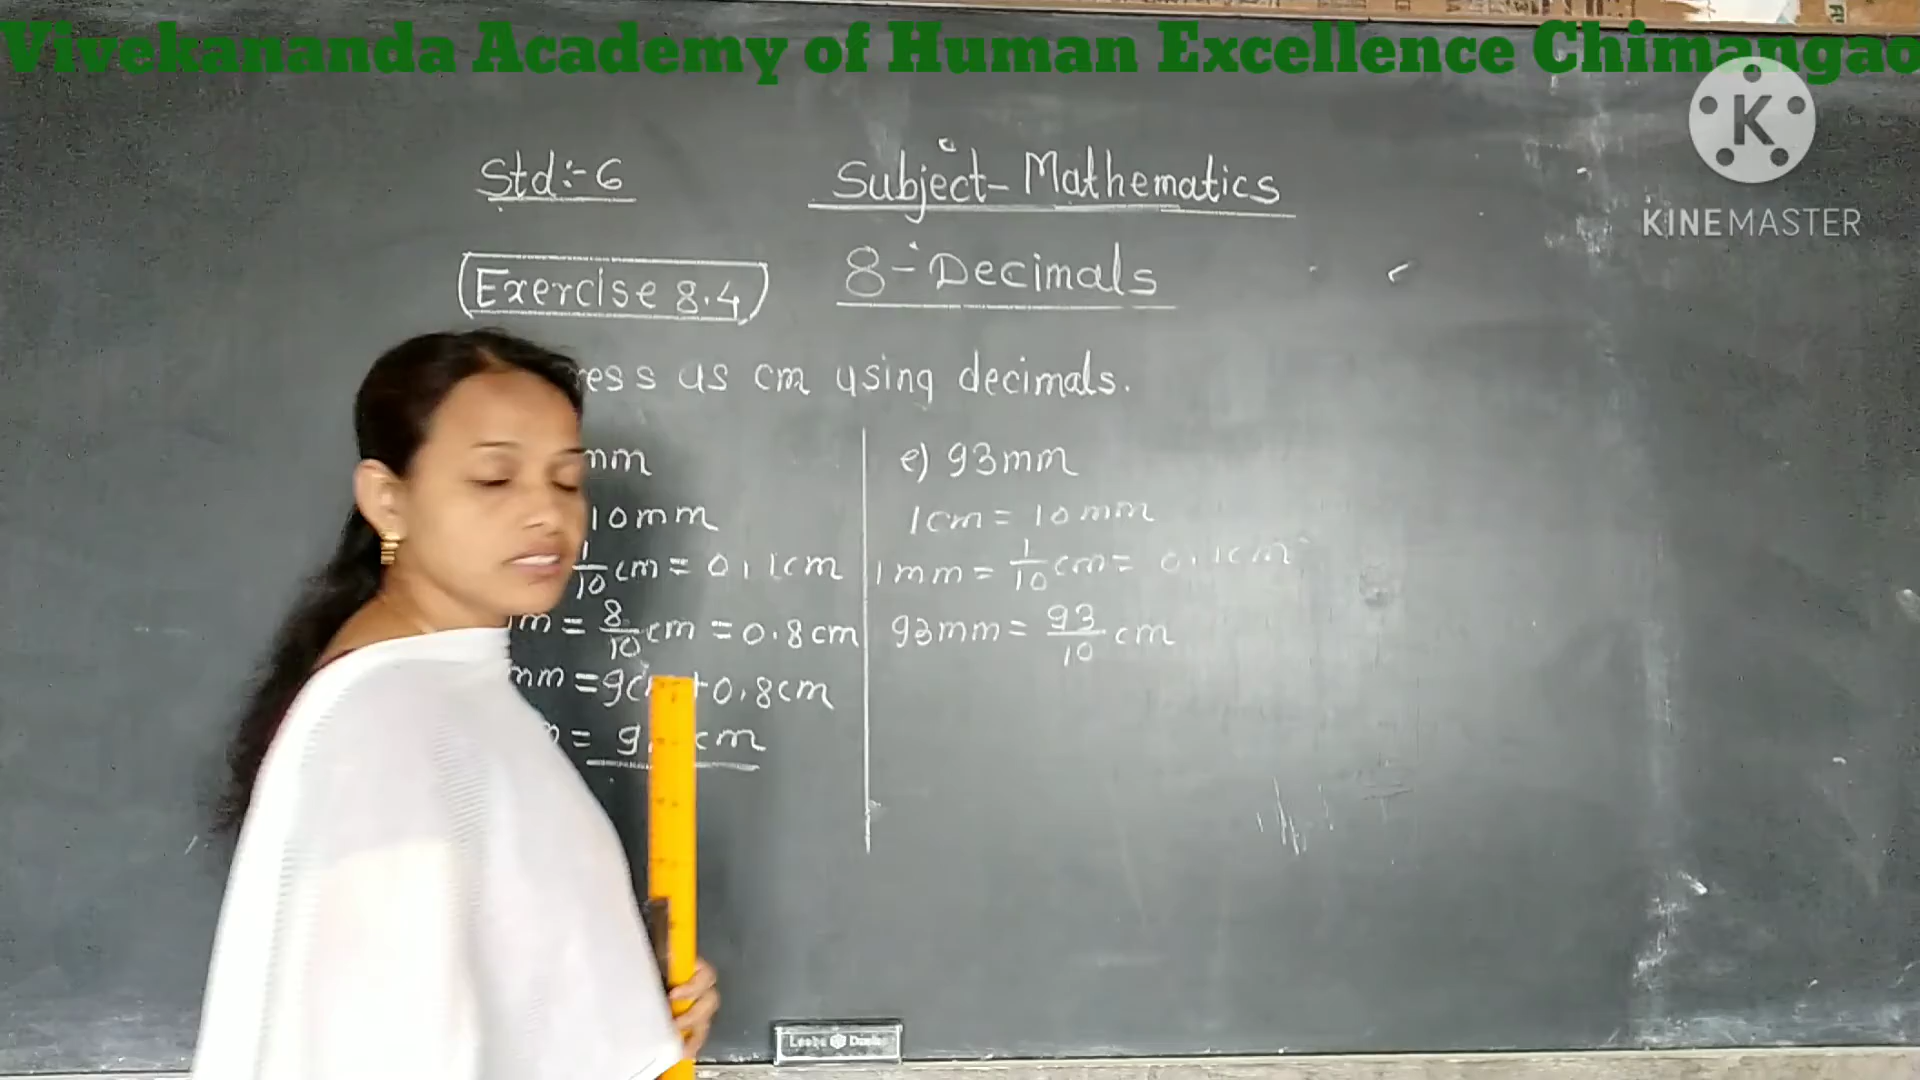 Vivekananda Academy of Human Excellence Chimangao
K
KINEMASTER
Std:- 6
Subject- Mathematics
Exercise 8.4
8- Decimals
ress as cm using decimals.
mm
10mm
1/10 cm = 0.1cm
m = 8/10 cm = 0.8cm
mm = 9c +0.8cm
= 9. cm
e) 93mm
1cm = 10mm
1mm = 1/10 cm = 0.1cm
93mm = 93/10 cm